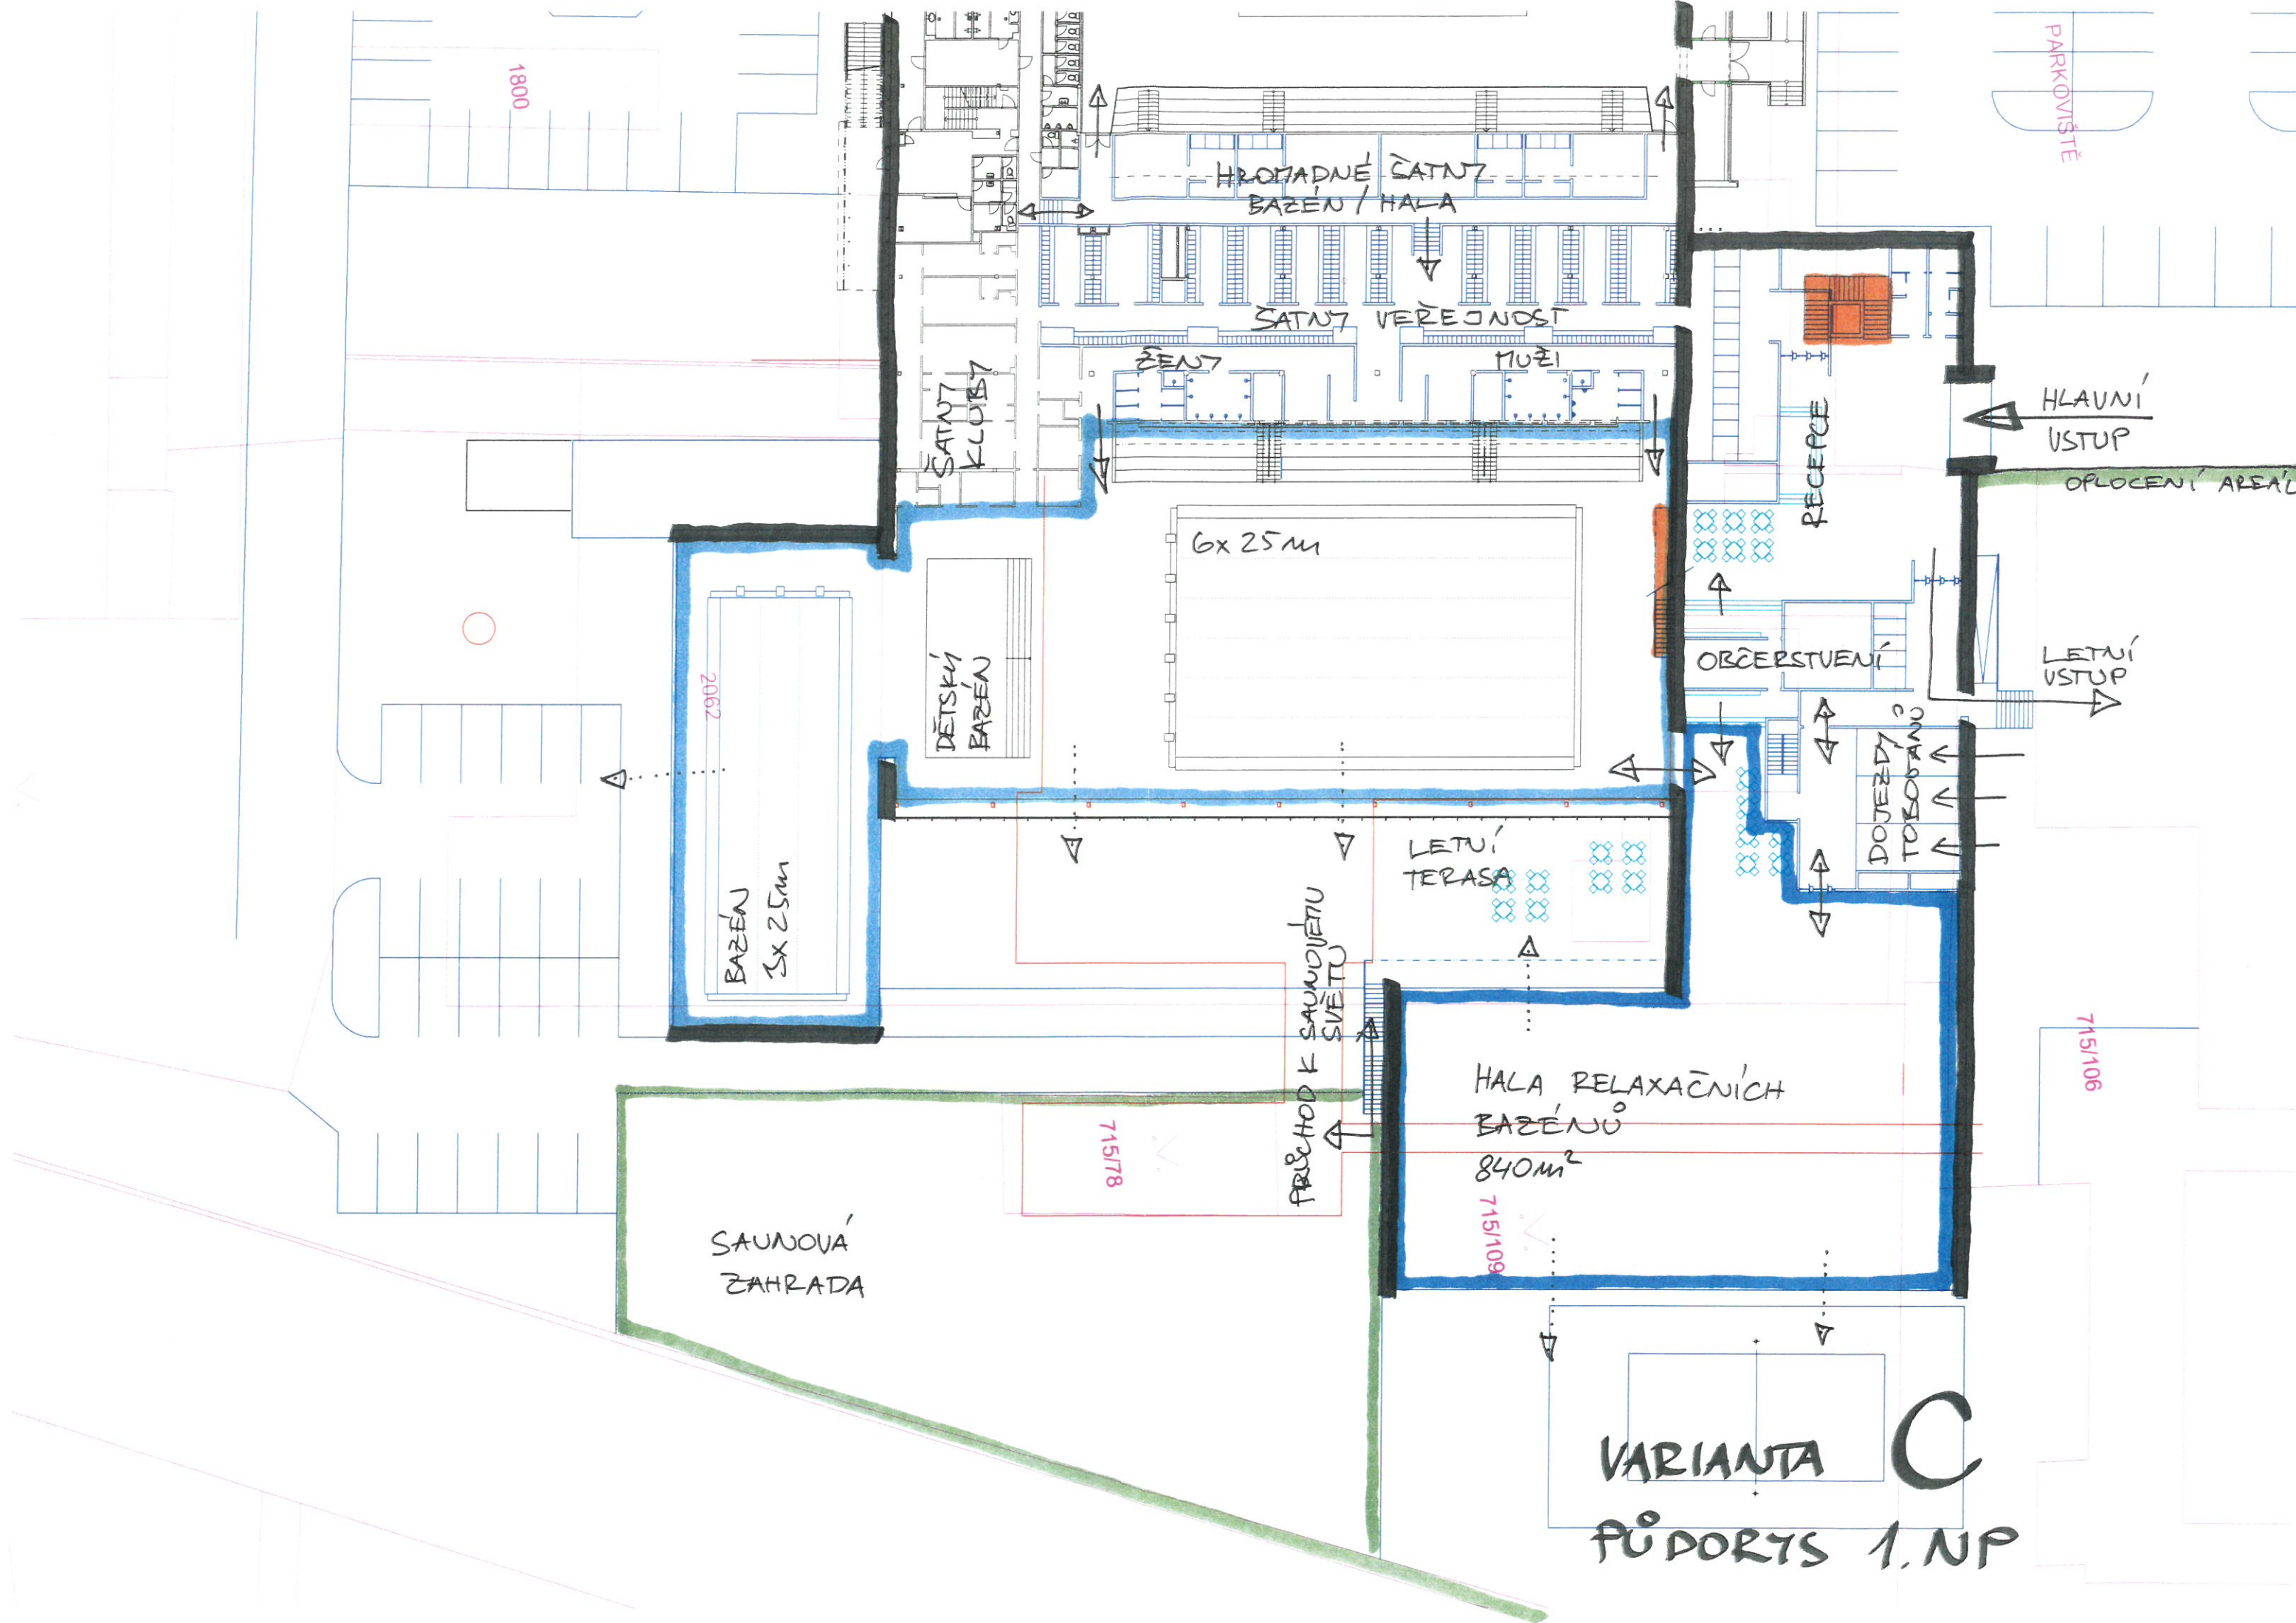 1800
PARKOVIŠTĚ
HROMADNÉ ŠATNY
BAZÉN / HALA
ŠATNY VEŘEJNOST
ŽENY
MUŽI
ŠATNY
KLUBY
RECEPCE
HLAVNÍ
VSTUP
OPLOCENÍ AREÁL
6x 25m
DĚTSKÝ
BAZÉN
2062
BAZÉN
3x25m
OBČERSTVENÍ
LETNÍ
VSTUP
DOJEZDY
TOBOGÁNŮ
LETNÍ
TERASA
PRŮCHOD K SAUNOVÉMU
SVĚTU
HALA RELAXAČNÍCH
BAZÉNŮ
840m²
715/106
715/78
715/109
SAUNOVÁ
ZAHRADA
VARIANTA C
PŮDORYS 1.NP